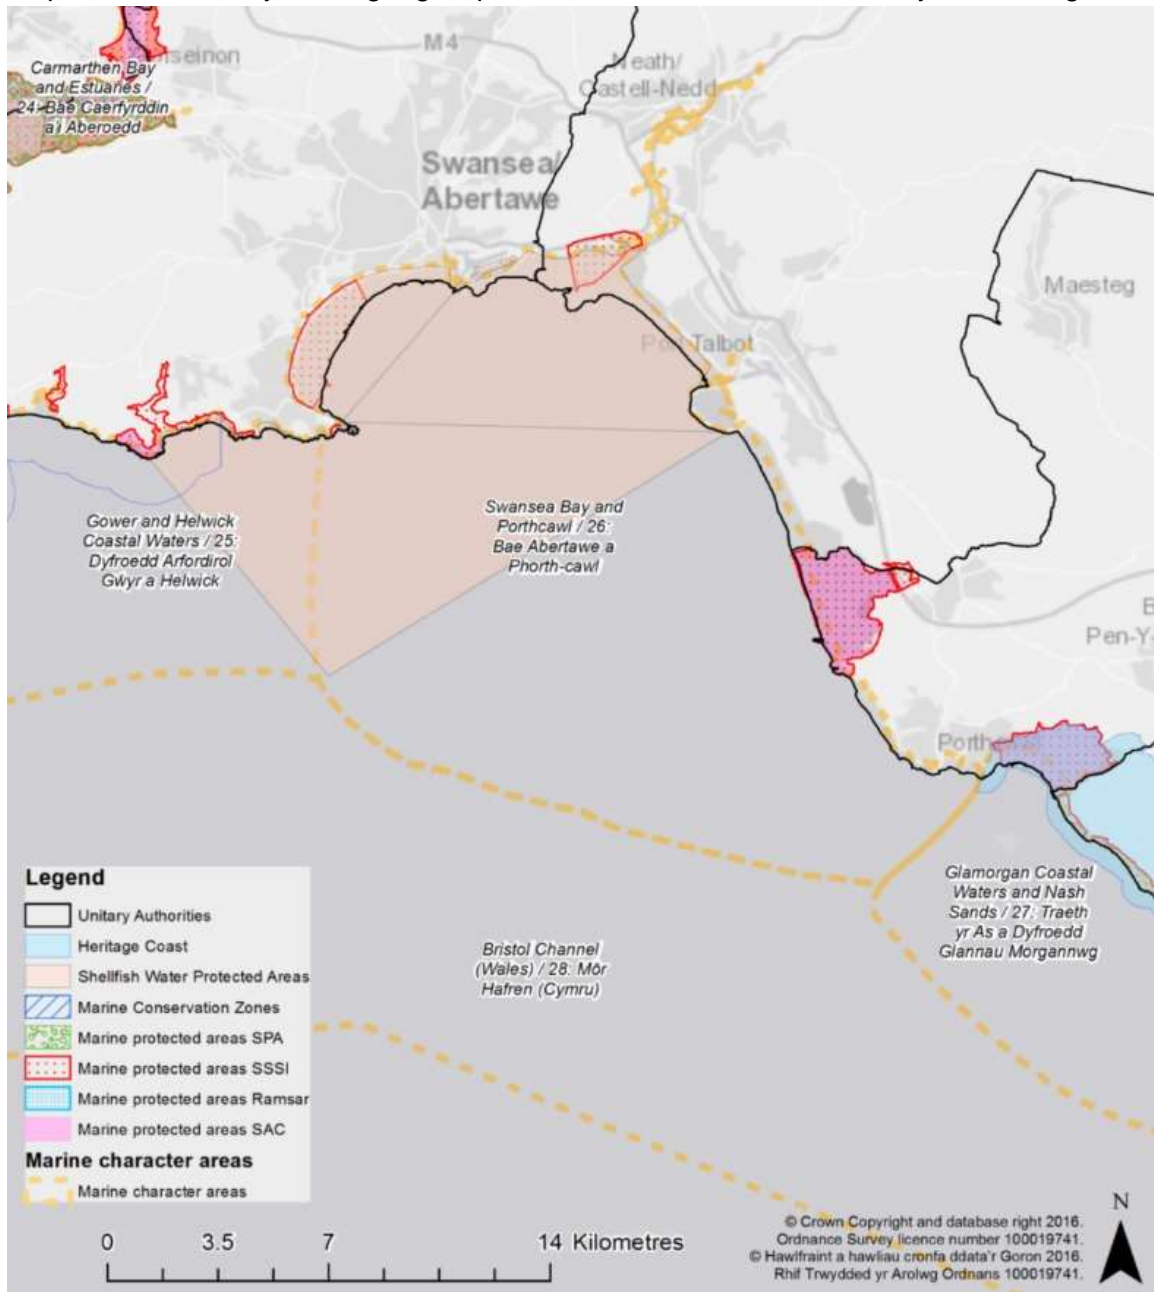 M4
Neath/
Castell-Nedd
Carmarthen Bay
and Estuaries /
24: Bae Caerfyrddin
a'i Aberoedd
Swansea/
Abertawe
Maesteg
Port Talbot
Gower and Helwick
Coastal Waters / 25:
Dyfroedd Arfordirol
Gwyr a Helwick
Swansea Bay and
Porthcawl / 26:
Bae Abertawe a
Phorth-cawl
Pen-Y-
Glamorgan Coastal
Waters and Nash
Sands / 27: Traeth
yr As a Dyfroedd
Glannau Morgannwg
Bristol Channel
(Wales) / 28: Môr
Hafren (Cymru)
Legend
Unitary Authorities
Heritage Coast
Shellfish Water Protected Areas
Marine Conservation Zones
Marine protected areas SPA
Marine protected areas SSSI
Marine protected areas Ramsar
Marine protected areas SAC
Marine character areas
Marine character areas
0 3.5 7 14 Kilometres
N
© Crown Copyright and database right 2016.
Ordnance Survey licence number 100019741.
© Hawlfraint a hawliau cronfa ddata'r Goron 2016.
Rhif Trwydded yr Arolwg Ordnans 100019741.